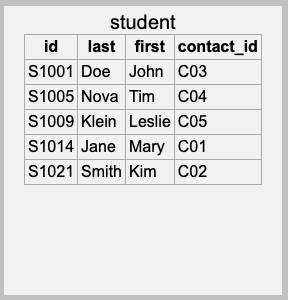 student
id last first contact_id
S1001 Doe John C03
S1005 Nova Tim C04
S1009 Klein Leslie C05
S1014 Jane Mary C01
S1021 Smith Kim C02